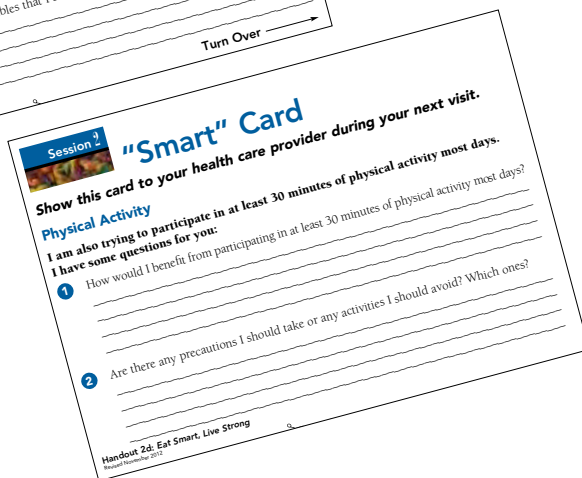 bles that I
Turn Over
Session 2
"Smart" Card
Show this card to your health care provider during your next visit.
Physical Activity
I am also trying to participate in at least 30 minutes of physical activity most days.
I have some questions for you:
1 How would I benefit from participating in at least 30 minutes of physical activity most days?
2 Are there any precautions I should take or any activities I should avoid? Which ones?
Handout 2d: Eat Smart, Live Strong
Revised November 2012